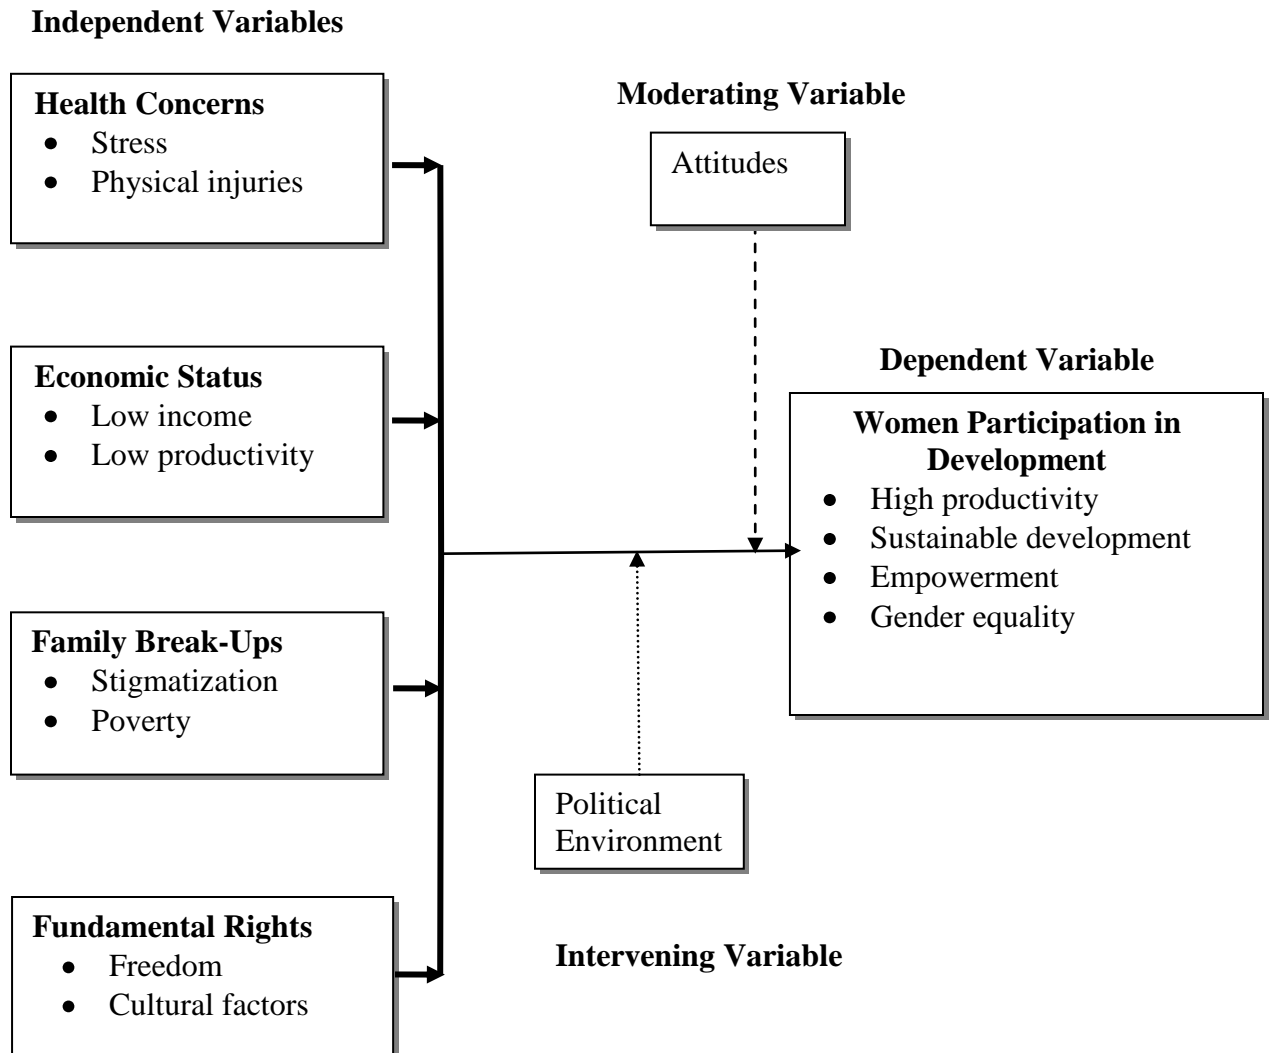 Independent Variables
Health Concerns
• Stress
• Physical injuries
Economic Status
• Low income
• Low productivity
Family Break-Ups
• Stigmatization
• Poverty
Fundamental Rights
• Freedom
• Cultural factors
Moderating Variable
Attitudes
Political
Environment
Intervening Variable
Dependent Variable
Women Participation in
Development
• High productivity
• Sustainable development
• Empowerment
• Gender equality